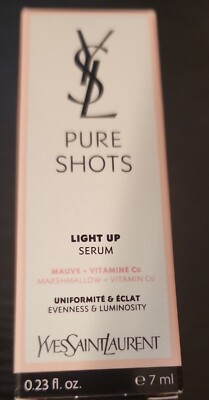 YSL
PURE
SHOTS
LIGHT UP
SERUM
MAUVE + VITAMINE CG
MARSHMALLOW + VITAMIN CG
UNIFORMITÉ & ÉCLAT
EVENNESS & LUMINOSITY
YVESSAINTLAURENT
0.23 fl. oz. ℮ 7 ml